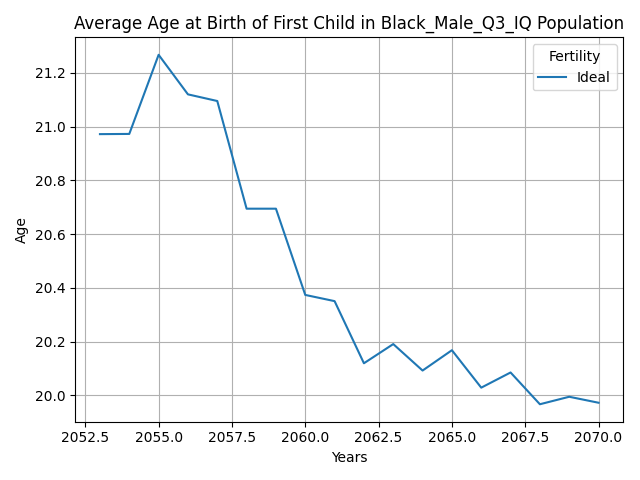 Average Age at Birth of First Child in Black_Male_Q3_IQ Population
Fertility
Ideal
21.2
21.0
20.8
20.6
20.4
20.2
20.0
Age
2052.5 2055.0 2057.5 2060.0 2062.5 2065.0 2067.5 2070.0
Years